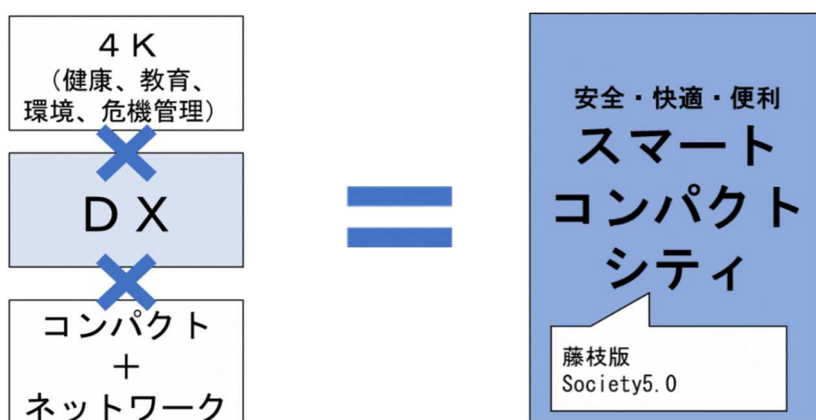 ４Ｋ
（健康、教育、
環境、危機管理）
×
ＤＸ
×
コンパクト
＋
ネットワーク
＝
安全・快適・便利
スマート
コンパクト
シティ
藤枝版
Society5.0